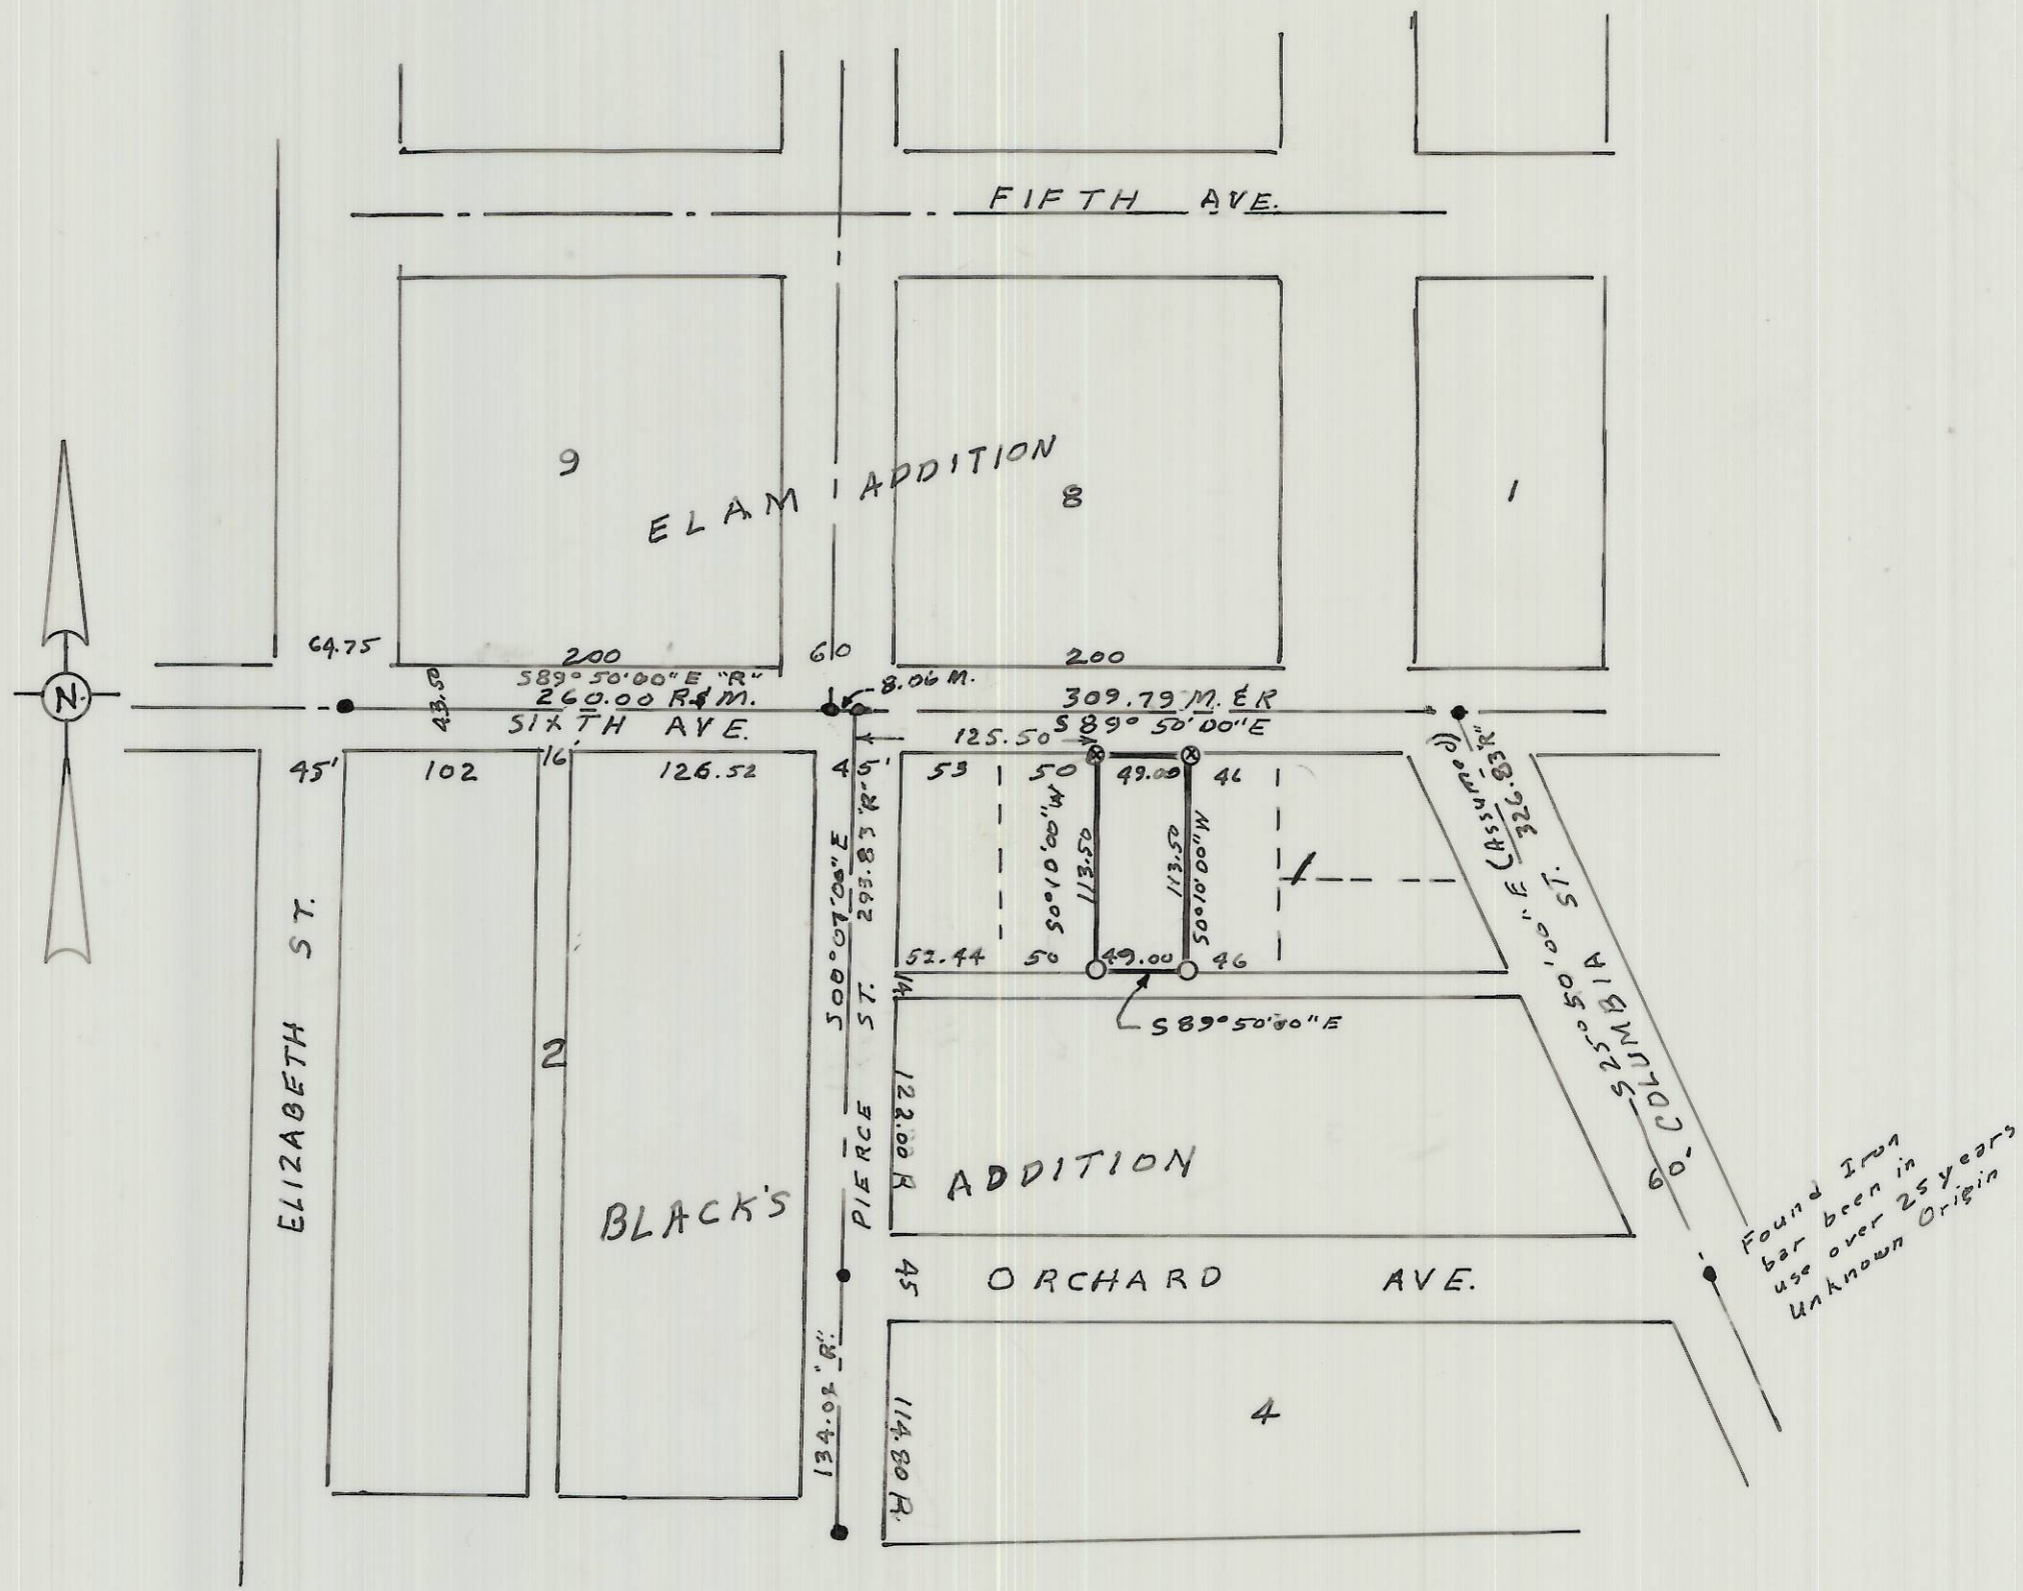 FIFTH AVE.
9
ELAM ADDITION
8
1
64.75
200
60
200
S89°50'00"E "R"
8.06 M.
43.50
260.00 R&M.
309.79 M. & R
SIXTH AVE.
S89°50'00"E
125.50
N
45'
102
16'
126.52
45'
53
50
49.00
46
S00°07'00"E
293.83 "R"
S0°10'00"W
113.50
113.50
S0°10'00"W
1
S25°50'00"E (Assumed)
326.83 "R"
52.44
50
49.00
46
14
S89°50'00"E
ELIZABETH ST.
2
PIERCE ST.
122.00 R
COLUMBIA ST.
60'
BLACK'S ADDITION
Found Iron
bar been in
use over 25 years
Unknown Origin
45
ORCHARD AVE.
134.02 "R"
114.80 R.
4